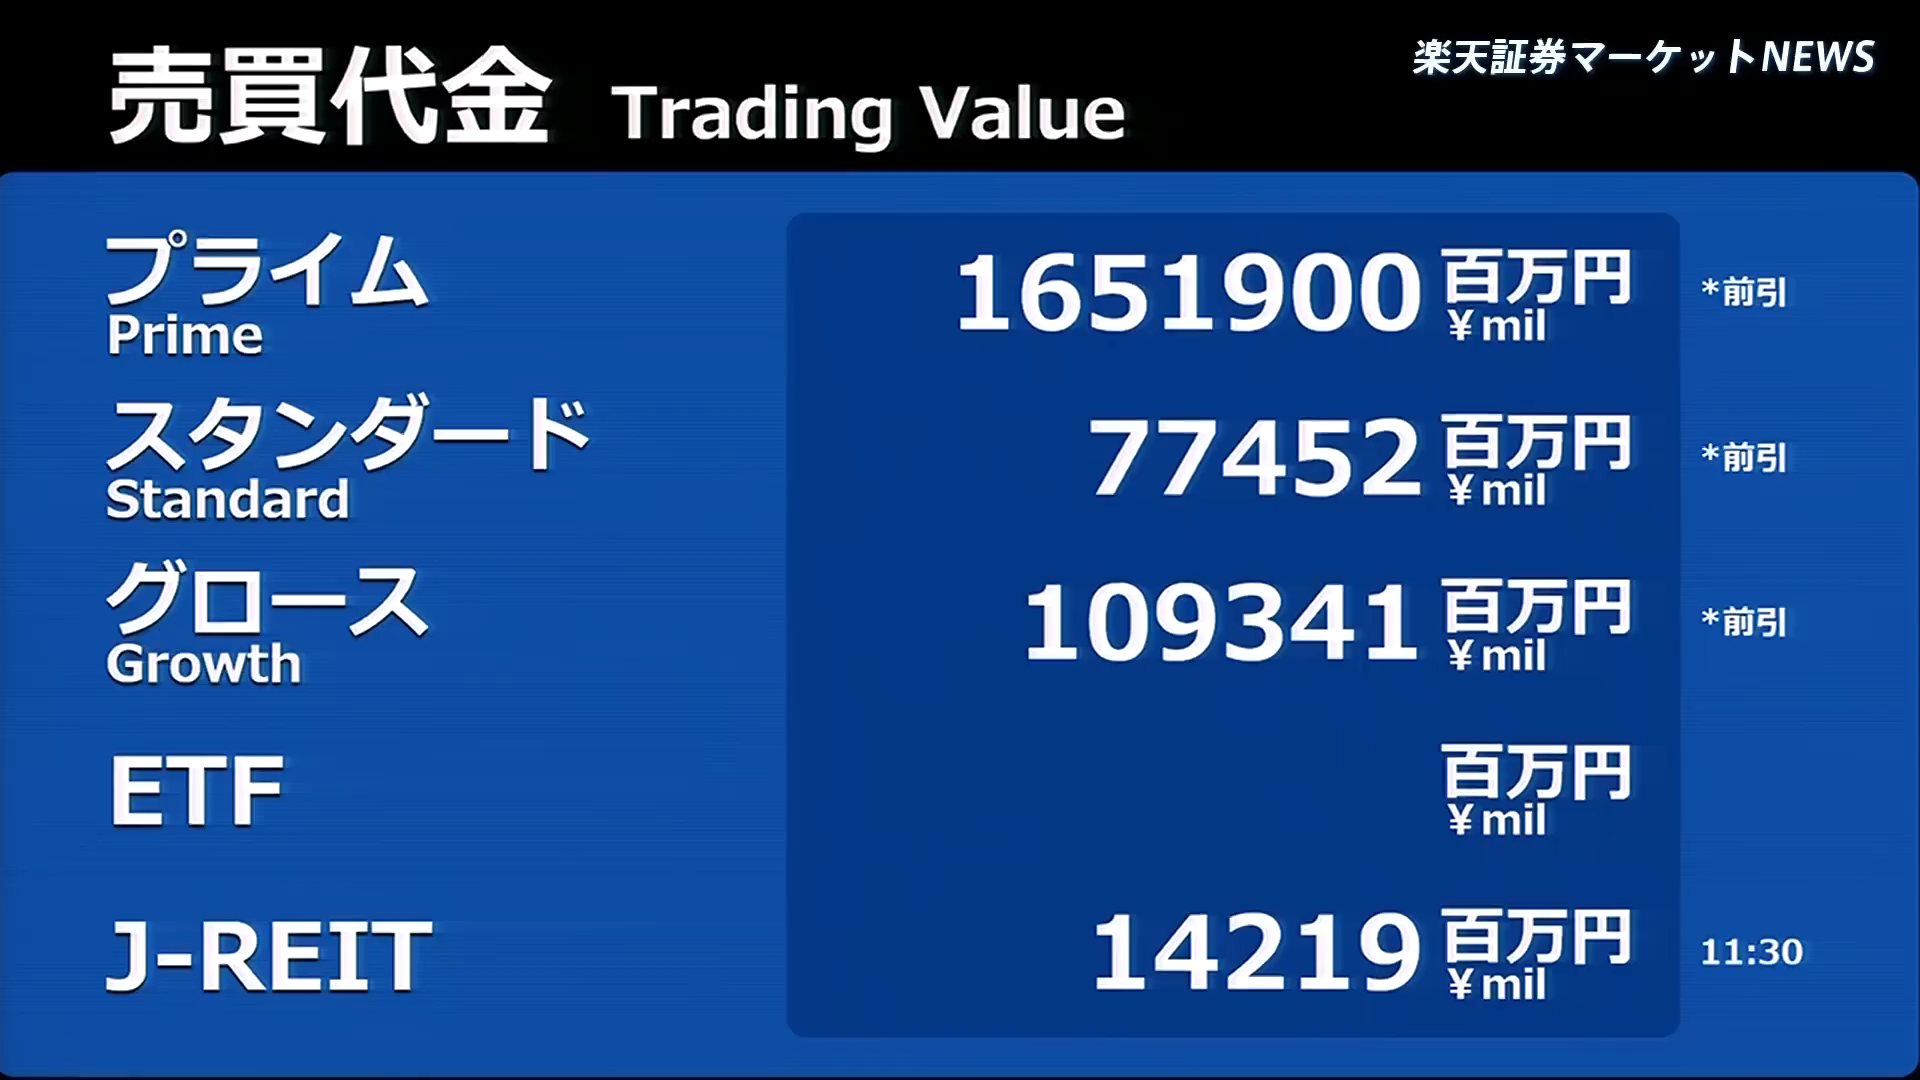 売買代金 Trading Value
楽天証券マーケットNEWS
プライム 1651900 百万円 *前引
Prime ¥mil
スタンダード 77452 百万円 *前引
Standard ¥mil
グロース 109341 百万円 *前引
Growth ¥mil
ETF 百万円
¥mil
J-REIT 14219 百万円 11:30
¥mil